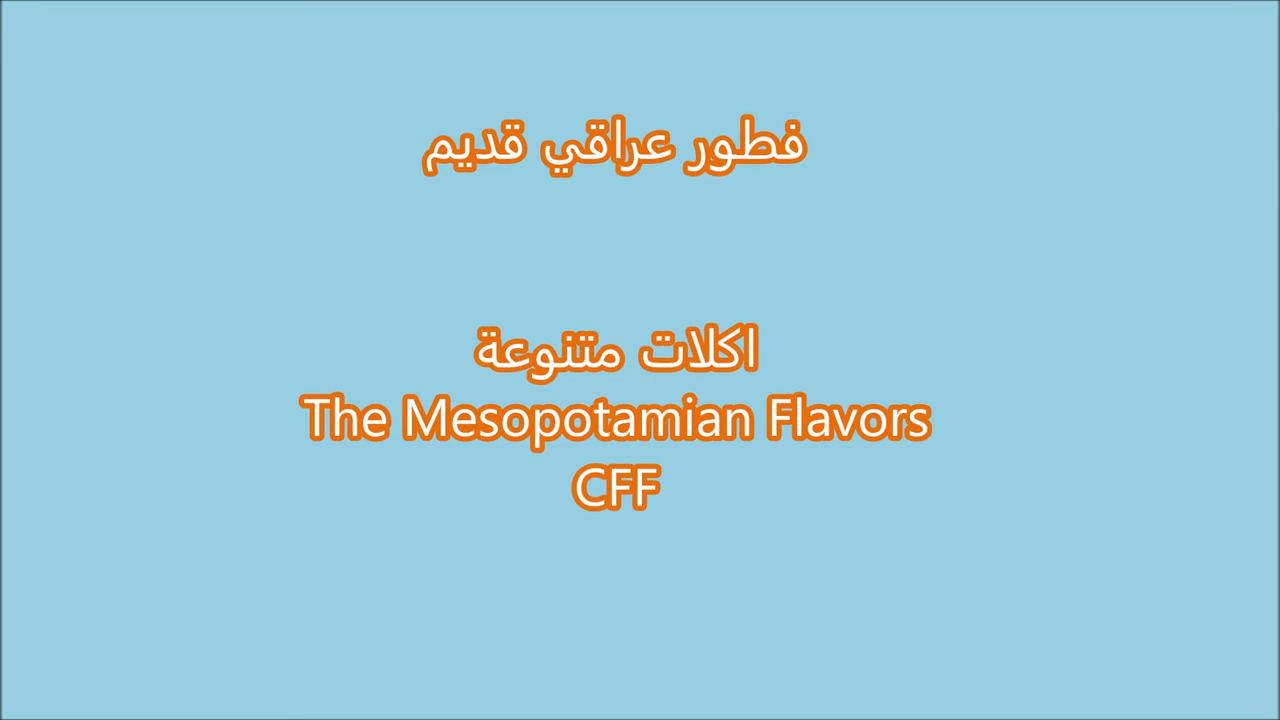 فطور عراقي قديم
اكلات متنوعة
The Mesopotamian Flavors
CFF